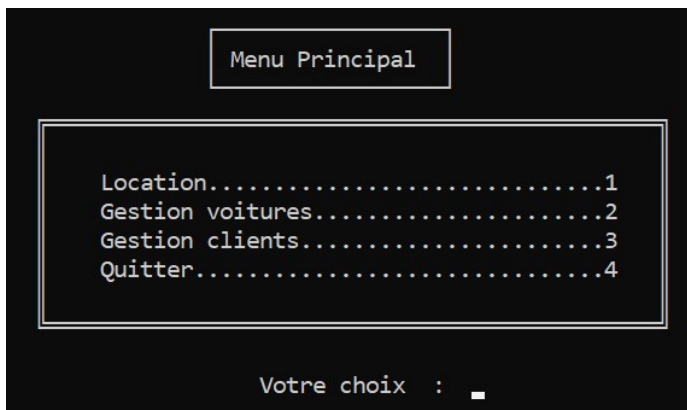 Menu Principal
Location..............................1
Gestion voitures......................2
Gestion clients.......................3
Quitter...............................4
Votre choix :